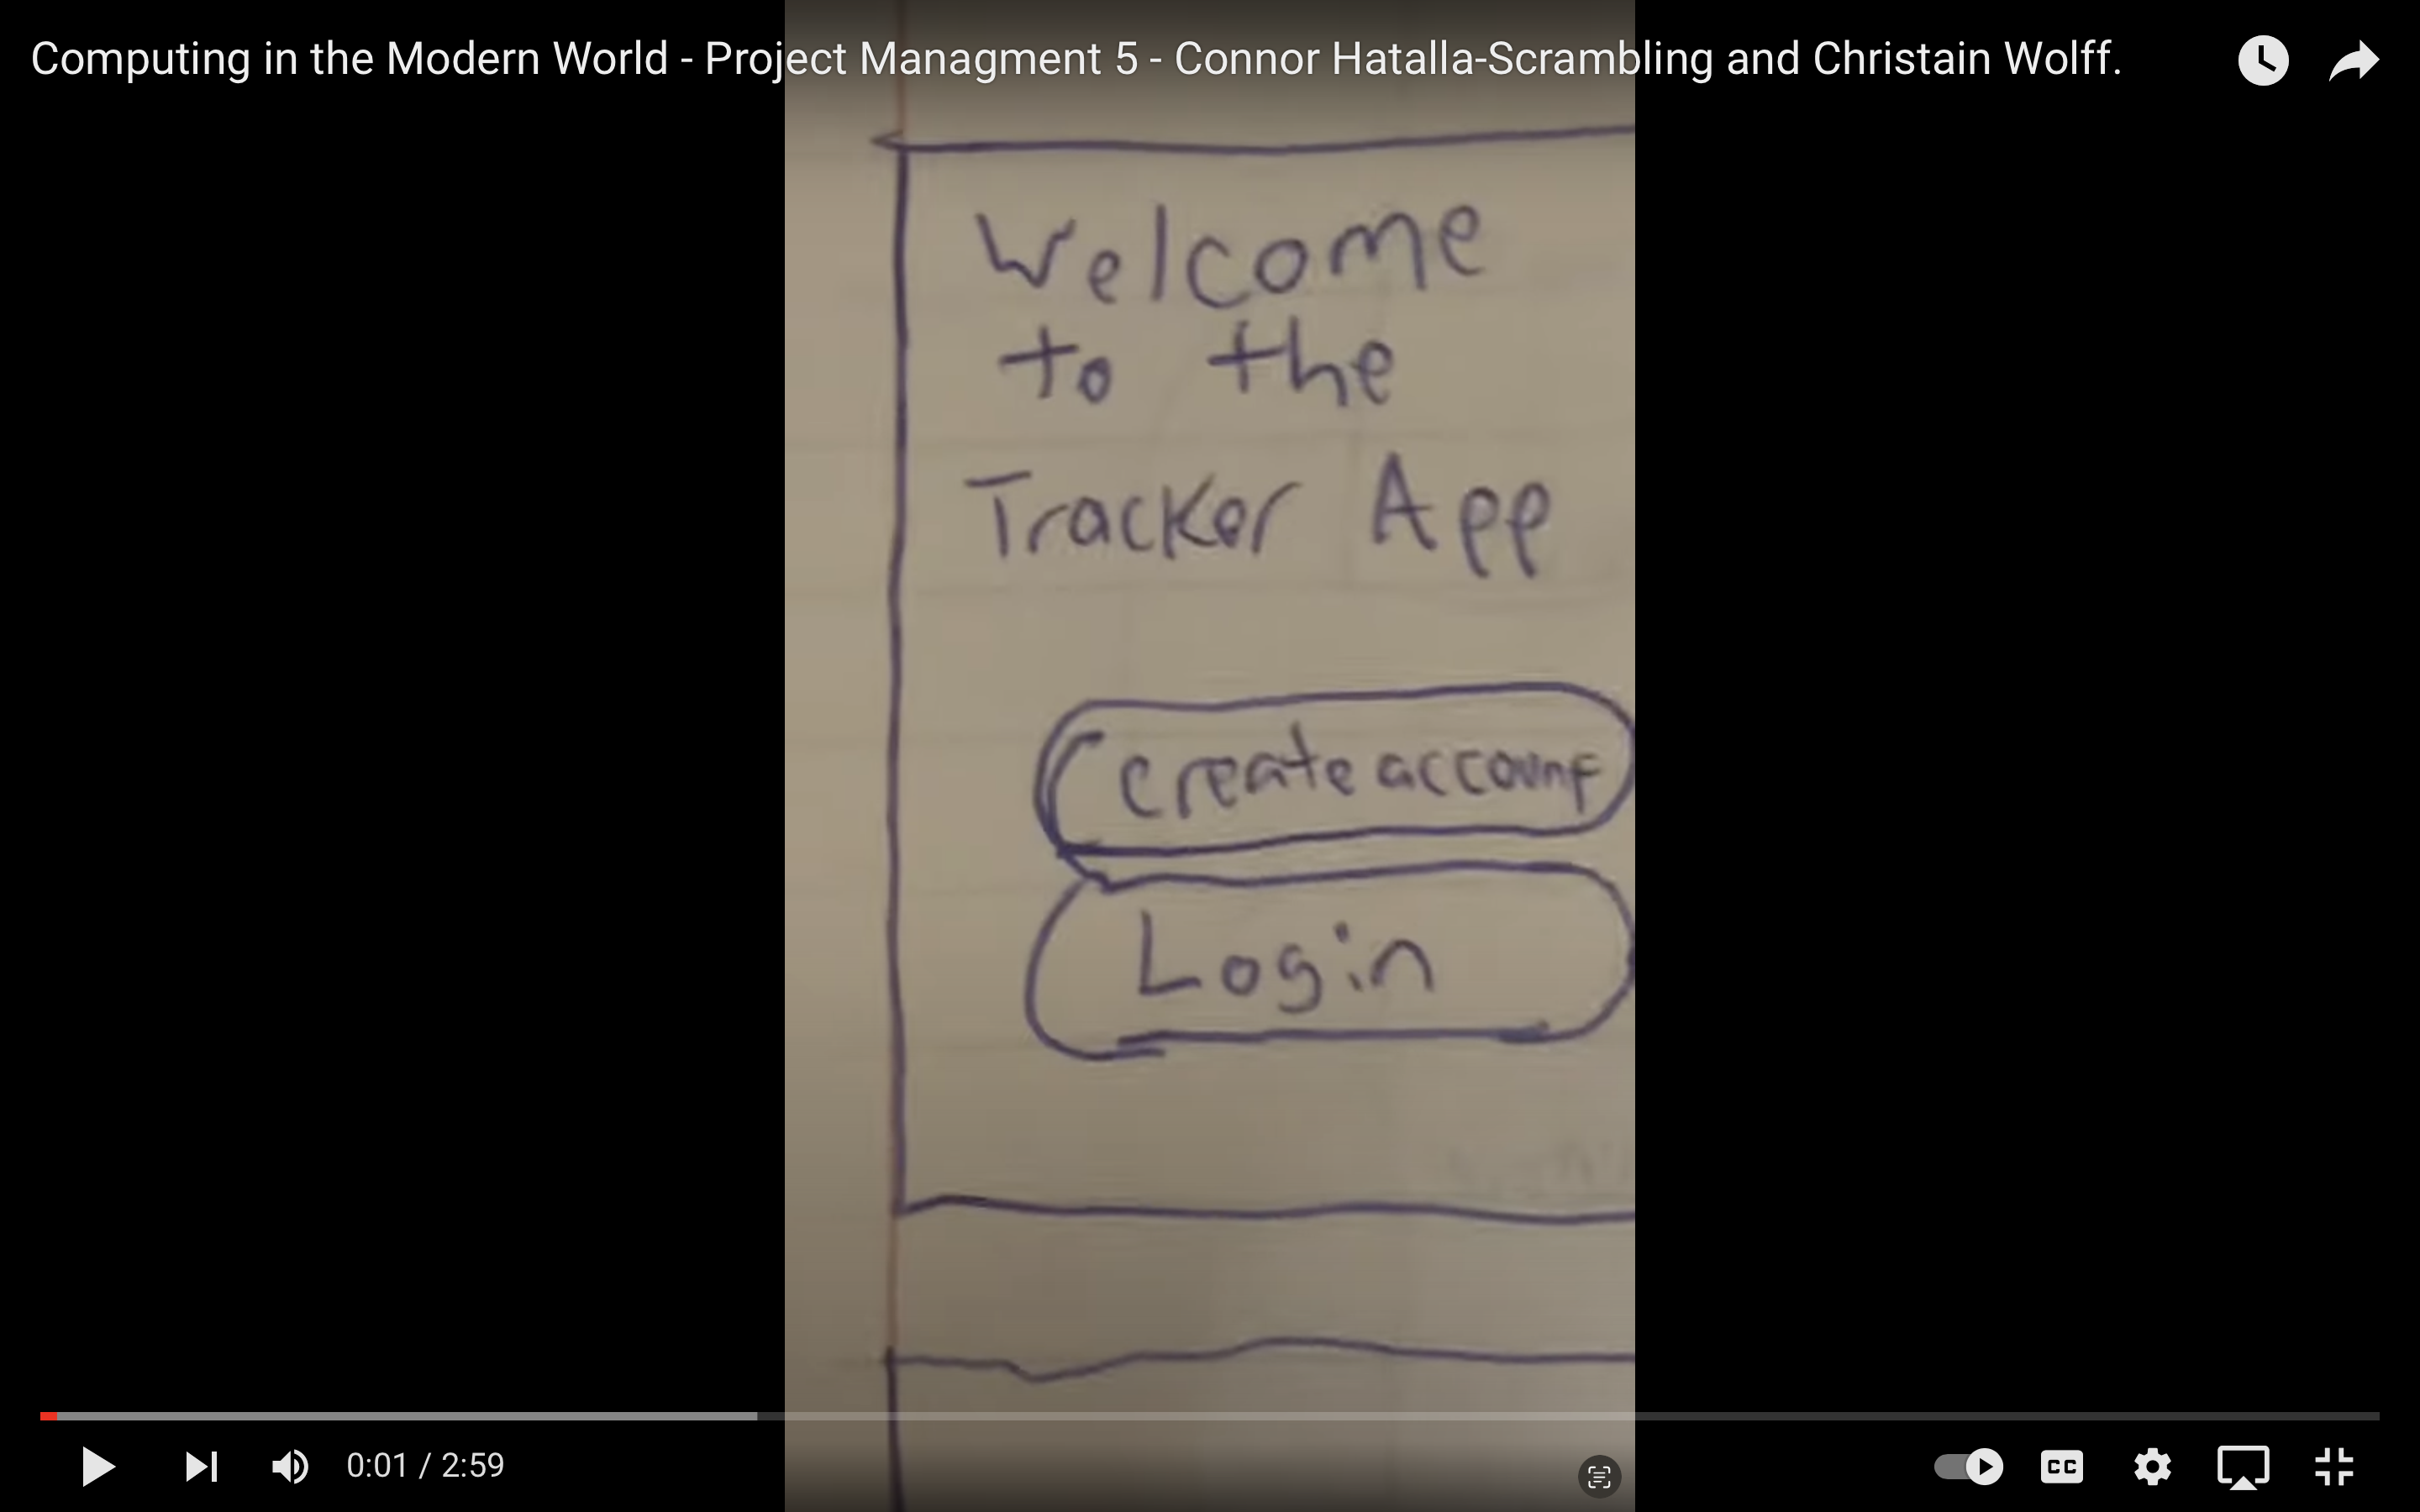 Computing in the Modern World - Project Managment 5 - Connor Hatalla-Scrambling and Christain Wolff.
Welcome
to the
Tracker App
create account
Login
0:01 / 2:59
CC